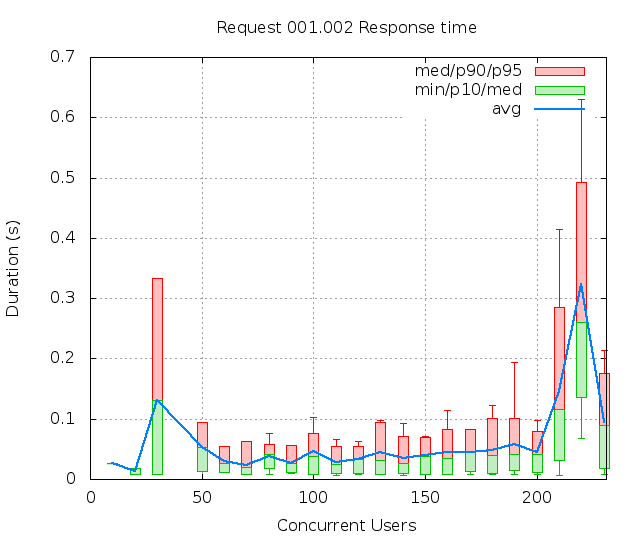 Request 001.002 Response time
0.7
0.6
0.5
0.4
0.3
0.2
0.1
0
Duration (s)
med/p90/p95
min/p10/med
avg
0 50 100 150 200
Concurrent Users